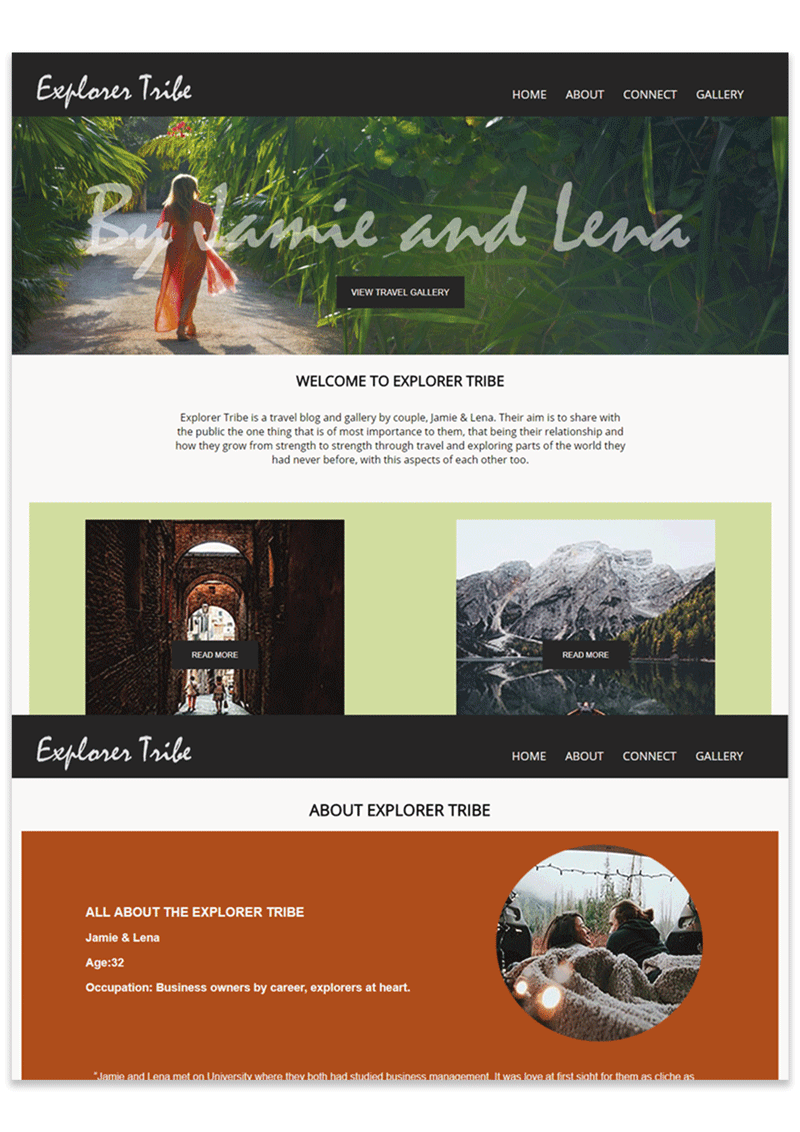 Explorer Tribe
HOME ABOUT CONNECT GALLERY
By Jamie and Lena
VIEW TRAVEL GALLERY
WELCOME TO EXPLORER TRIBE
Explorer Tribe is a travel blog and gallery by couple, Jamie & Lena. Their aim is to share with
the public the one thing that is of most importance to them, that being their relationship and
how they grow from strength to strength through travel and exploring parts of the world they
had never before, with this aspects of each other too.
READ MORE
READ MORE
Explorer Tribe
HOME ABOUT CONNECT GALLERY
ABOUT EXPLORER TRIBE
ALL ABOUT THE EXPLORER TRIBE
Jamie & Lena
Age:32
Occupation: Business owners by career, explorers at heart.
"Jamie and Lena met on University where they both had studied business management. It was love at first sight for them as cliche as